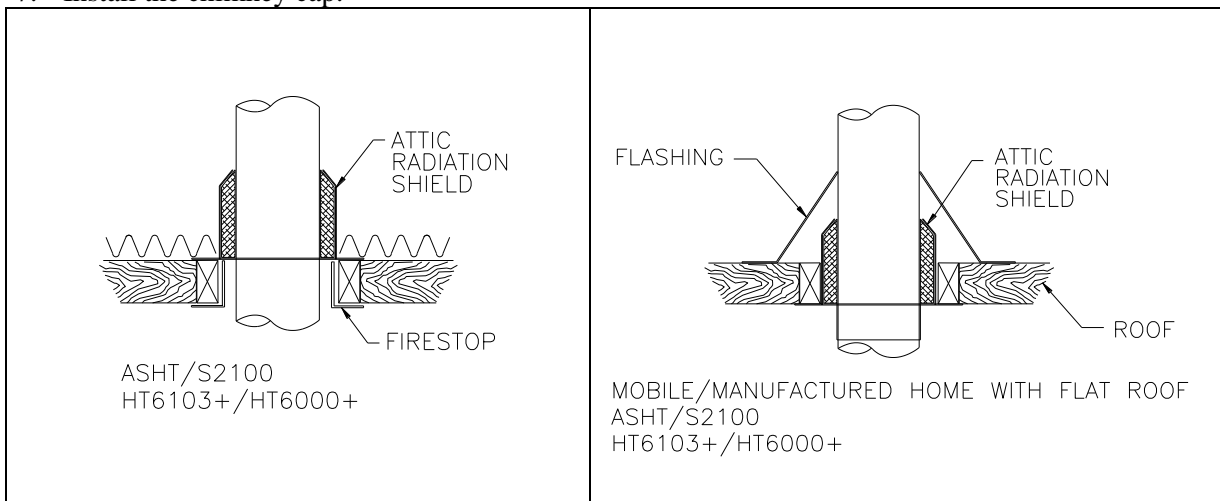 Install the chimney cap.
ATTIC
RADIATION
SHIELD
FIRESTOP
ASHT/S2100
HT6103+/HT6000+
FLASHING
ATTIC
RADIATION
SHIELD
ROOF
MOBILE/MANUFACTURED HOME WITH FLAT ROOF
ASHT/S2100
HT6103+/HT6000+